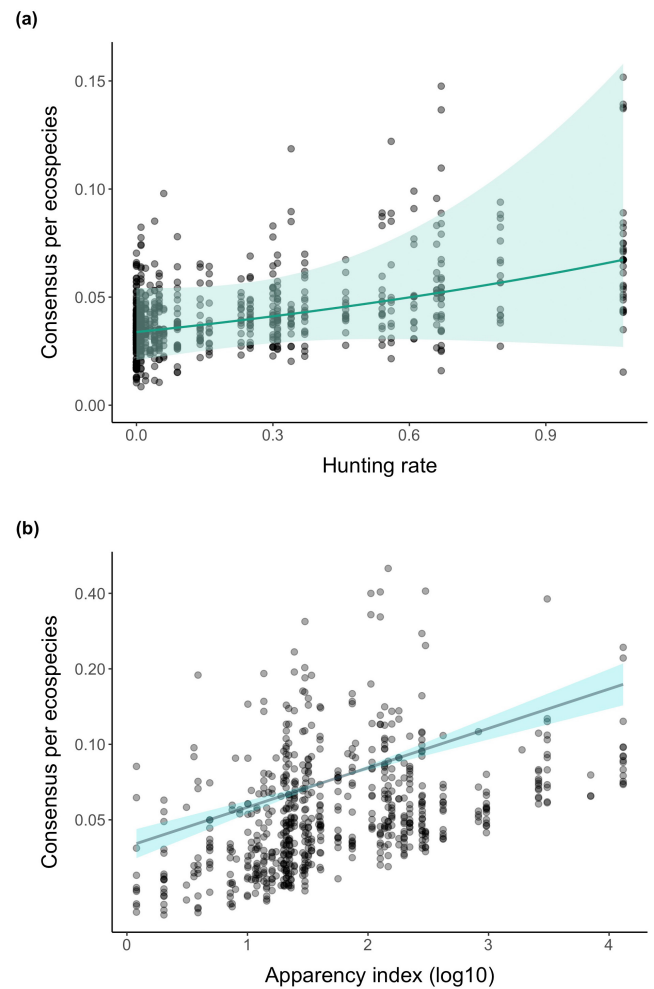 (a)
Consensus per ecospecies
0.15
0.10
0.05
0.00
0.0 0.3 0.6 0.9
Hunting rate
(b)
Consensus per ecospecies
0.40
0.20
0.10
0.05
0 1 2 3 4
Apparency index (log10)